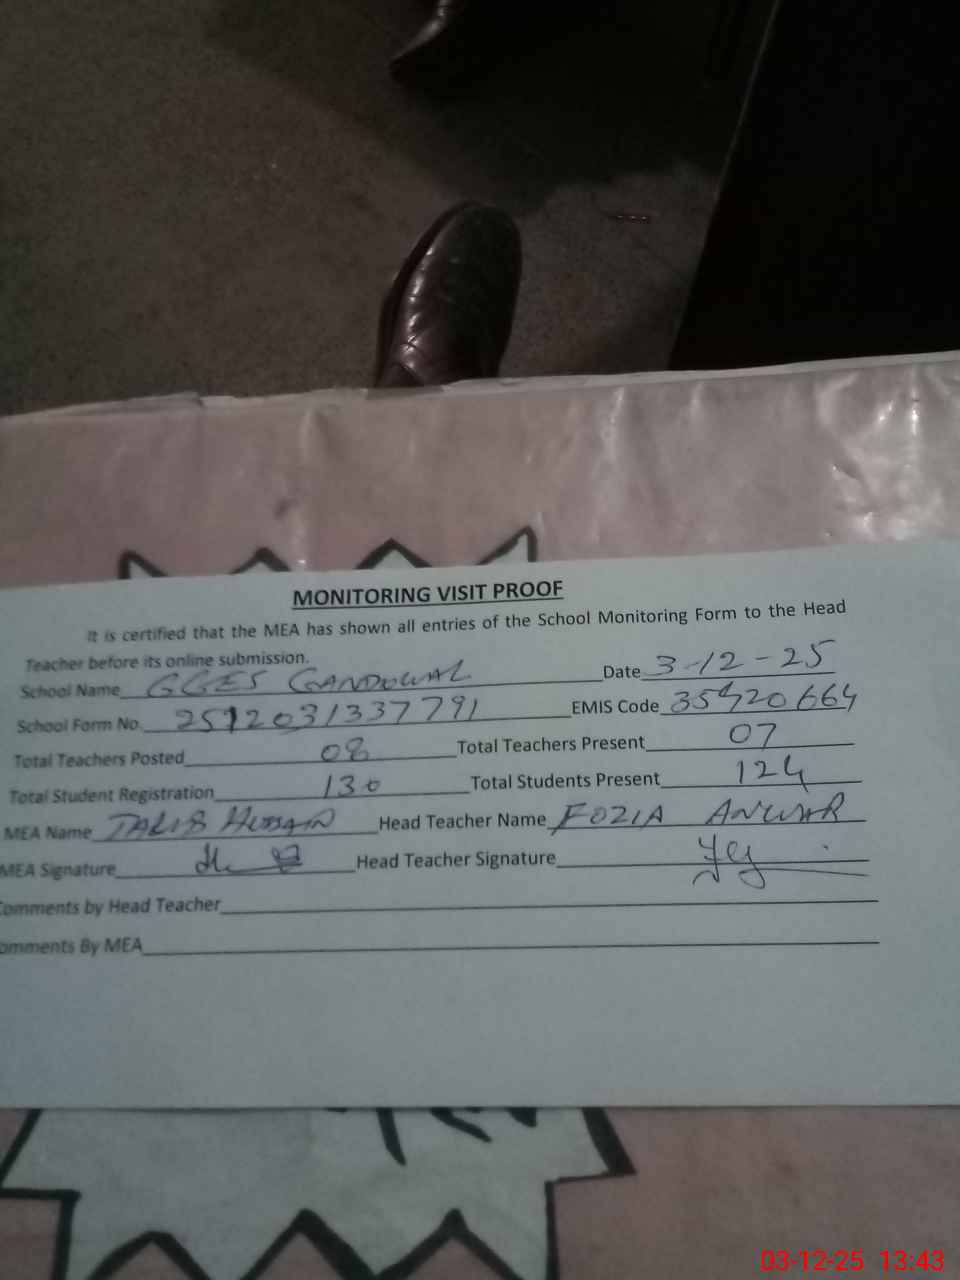 MONITORING VISIT PROOF
It is certified that the MEA has shown all entries of the School Monitoring Form to the Head
Teacher before its online submission.
School Name GGES GANDOWAL Date 3-12-25
School Form No. 2512031337791 EMIS Code 35420664
Total Teachers Posted 08 Total Teachers Present 07
Total Student Registration 130 Total Students Present 124
MEA Name TALIB HUSSAIN Head Teacher Name FOZIA ANWAR
MEA Signature Head Teacher Signature
Comments by Head Teacher
omments By MEA
03-12-25 13:43